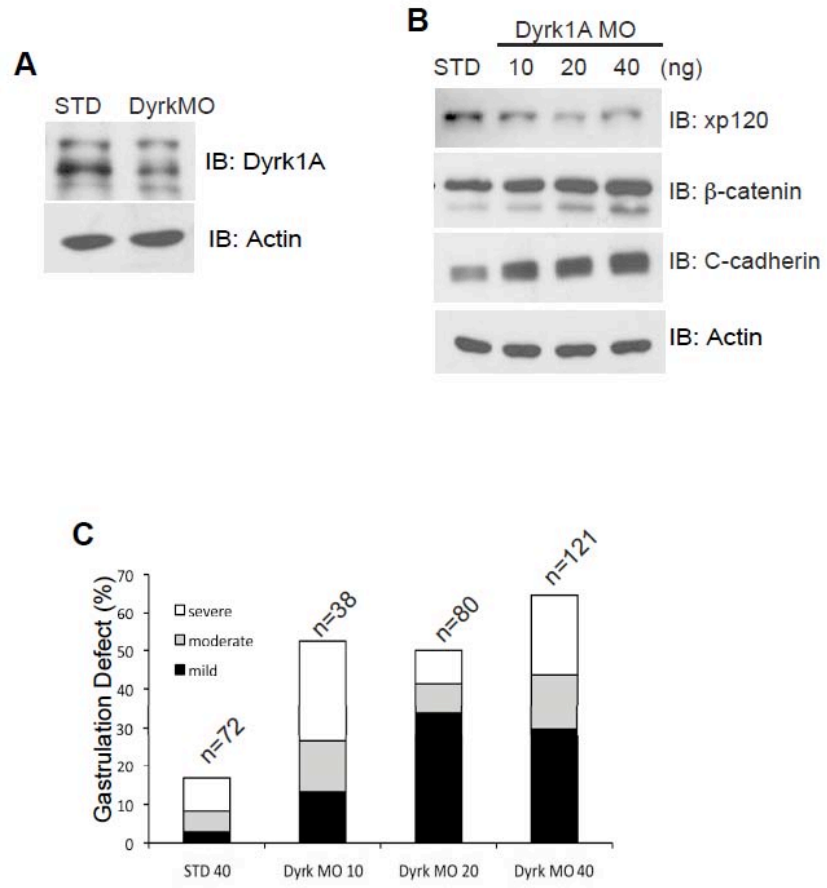 A
STD DyrkMO
IB: Dyrk1A
IB: Actin
B
Dyrk1A MO
STD 10 20 40 (ng)
IB: xp120
IB: β-catenin
IB: C-cadherin
IB: Actin
C
Gastrulation Defect (%)
70
60
50
40
30
20
10
0
severe
moderate
mild
n=72
n=38
n=80
n=121
STD 40 Dyrk MO 10 Dyrk MO 20 Dyrk MO 40